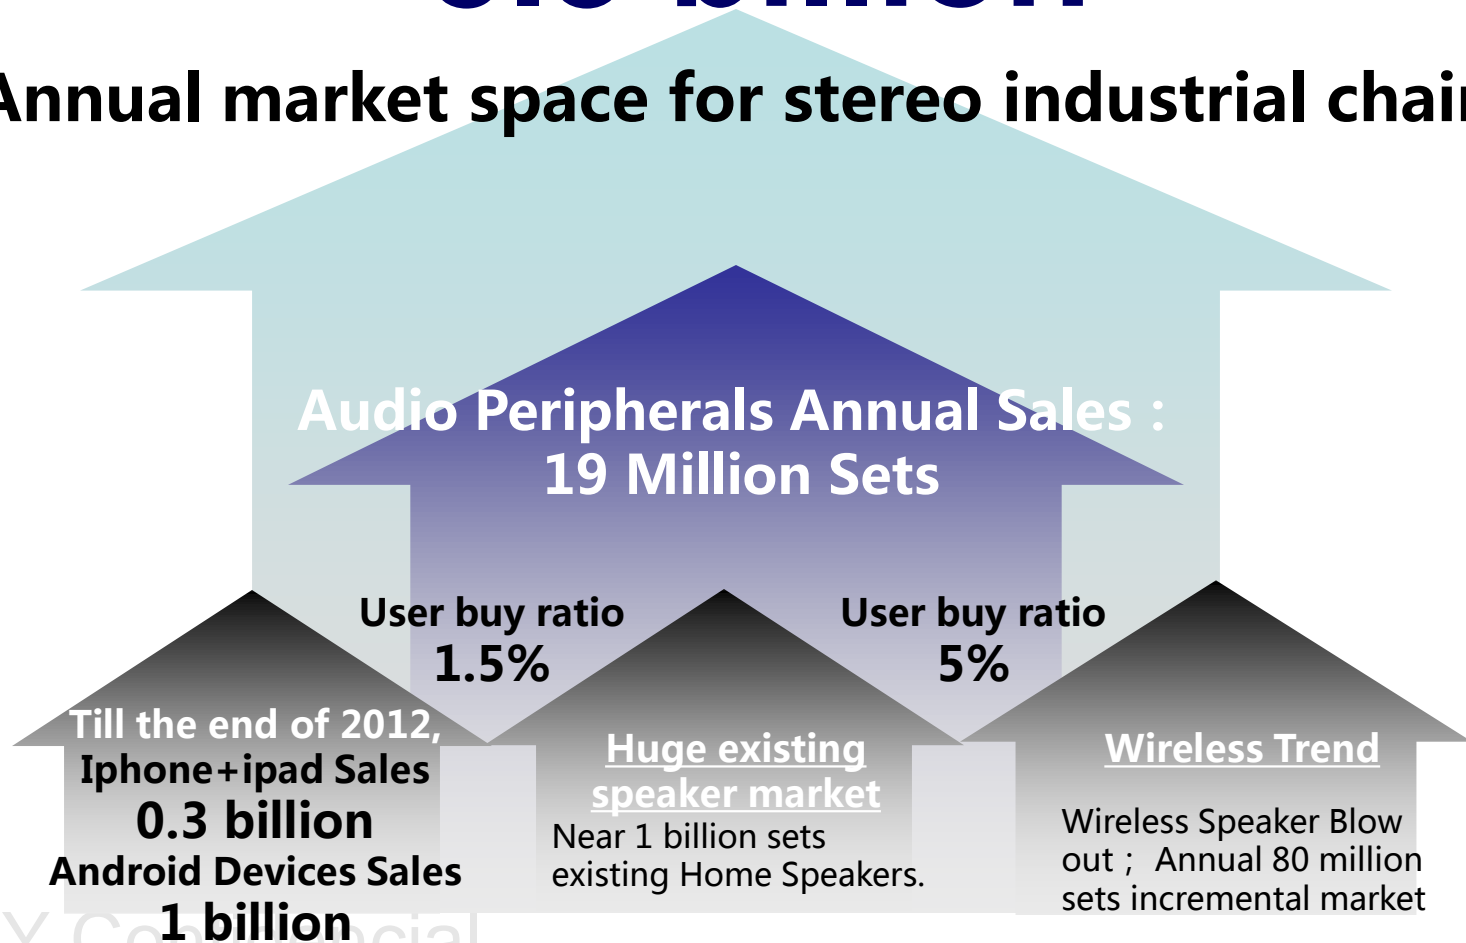 billion
Annual market space for stereo industrial chain
Audio Peripherals Annual Sales :
19 Million Sets
User buy ratio
1.5%
User buy ratio
5%
Till the end of 2012,
Iphone+ipad Sales
0.3 billion
Android Devices Sales
1 billion
Huge existing
speaker market
Near 1 billion sets
existing Home Speakers.
Wireless Trend
Wireless Speaker Blow
out ; Annual 80 million
sets incremental market
Confidencial